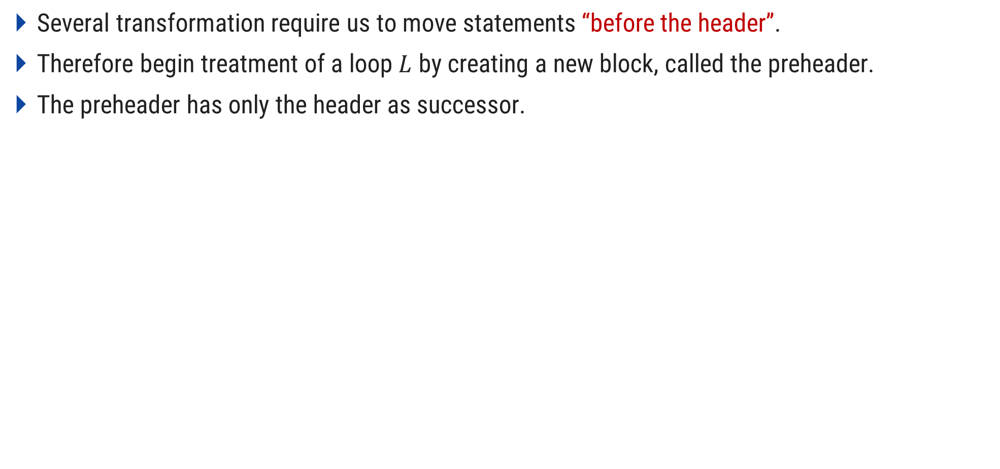 Several transformation require us to move statements “before the header”.
Therefore begin treatment of a loop L by creating a new block, called the preheader.
The preheader has only the header as successor.